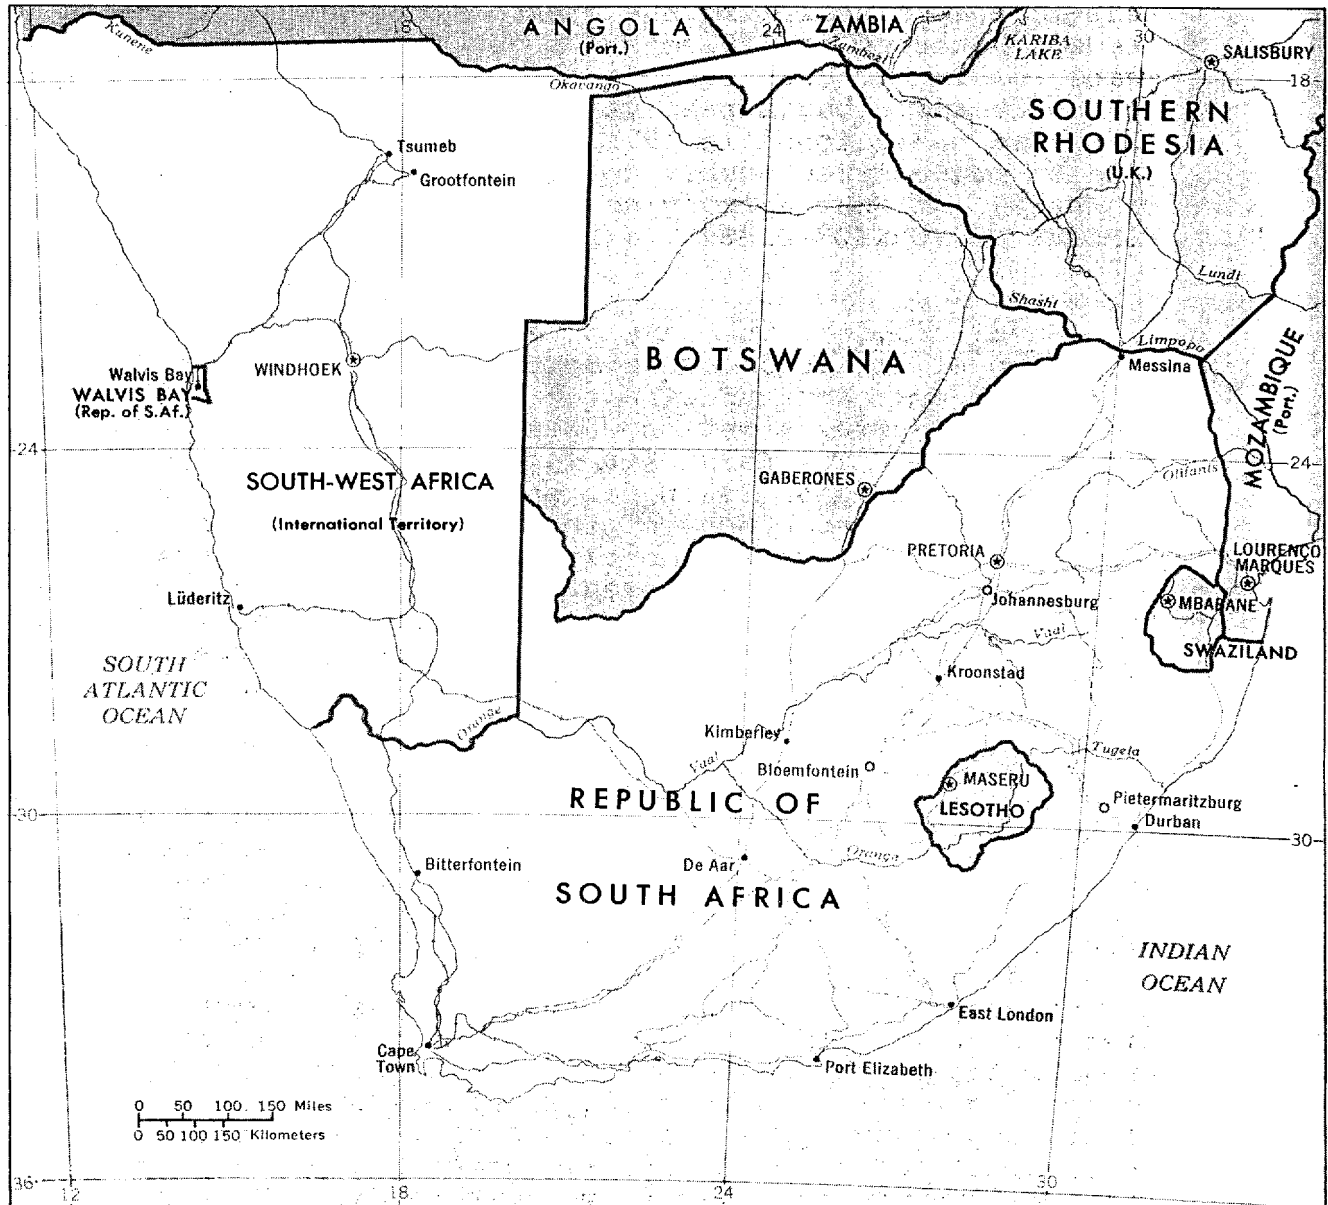 ANGOLA
(Port.)
ZAMBIA
18
24
30
Kunene
Okavango
Zambezi
KARIBA
LAKE
SALISBURY
18
SOUTHERN
RHODESIA
(U.K.)
Tsumeb
Grootfontein
Lundi
Shashi
Limpopo
Messina
WINDHOEK
BOTSWANA
Walvis Bay
WALVIS BAY
(Rep. of S.Af.)
MOZAMBIQUE
(Port.)
24
24
Olifants
SOUTH-WEST AFRICA
(International Territory)
GABERONES
PRETORIA
LOURENÇO
MARQUES
Lüderitz
Johannesburg
MBABANE
Vaal
SWAZILAND
SOUTH
ATLANTIC
OCEAN
Kroonstad
Orange
Kimberley
Vaal
Bloemfontein
Tugela
MASERU
LESOTHO
Pietermaritzburg
Durban
REPUBLIC OF
30
30
Orange
De Aar
Bitterfontein
SOUTH AFRICA
INDIAN
OCEAN
East London
Cape
Town
Port Elizabeth
0 50 100 150 Miles
0 50 100 150 Kilometers
36
12
18
24
30